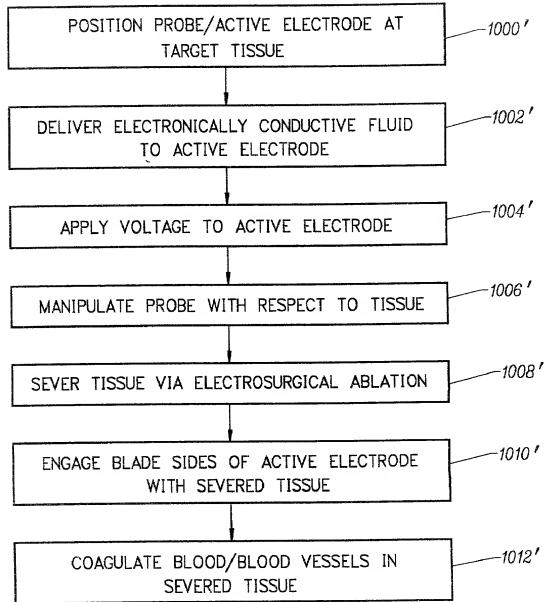 POSITION PROBE/ACTIVE ELECTRODE AT
TARGET TISSUE
1000'
DELIVER ELECTRONICALLY CONDUCTIVE FLUID
TO ACTIVE ELECTRODE
1002'
APPLY VOLTAGE TO ACTIVE ELECTRODE
1004'
MANIPULATE PROBE WITH RESPECT TO TISSUE
1006'
SEVER TISSUE VIA ELECTROSURGICAL ABLATION
1008'
ENGAGE BLADE SIDES OF ACTIVE ELECTRODE
WITH SEVERED TISSUE
1010'
COAGULATE BLOOD/BLOOD VESSELS IN
SEVERED TISSUE
1012'